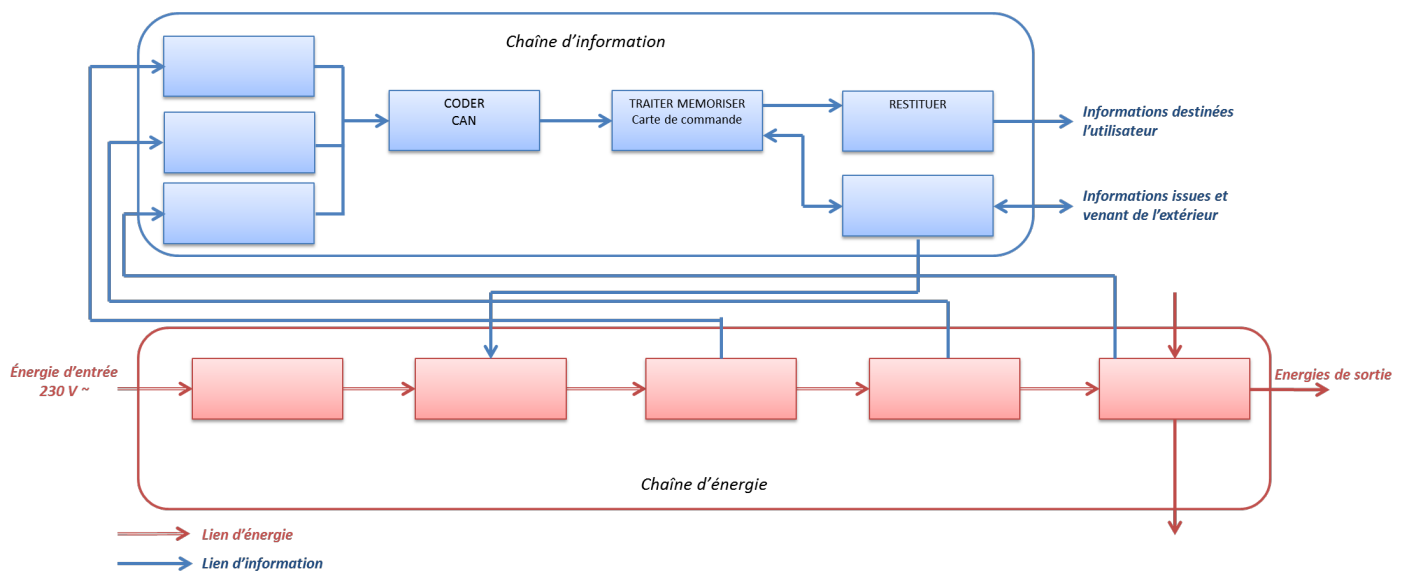 Chaîne d'information
CODER
CAN
TRAITER MEMORISER
Carte de commande
RESTITUER
Informations destinées
l'utilisateur
Informations issues et
venant de l'extérieur
Énergie d'entrée
230 V ~
Energies de sortie
Chaîne d'énergie
Lien d'énergie
Lien d'information